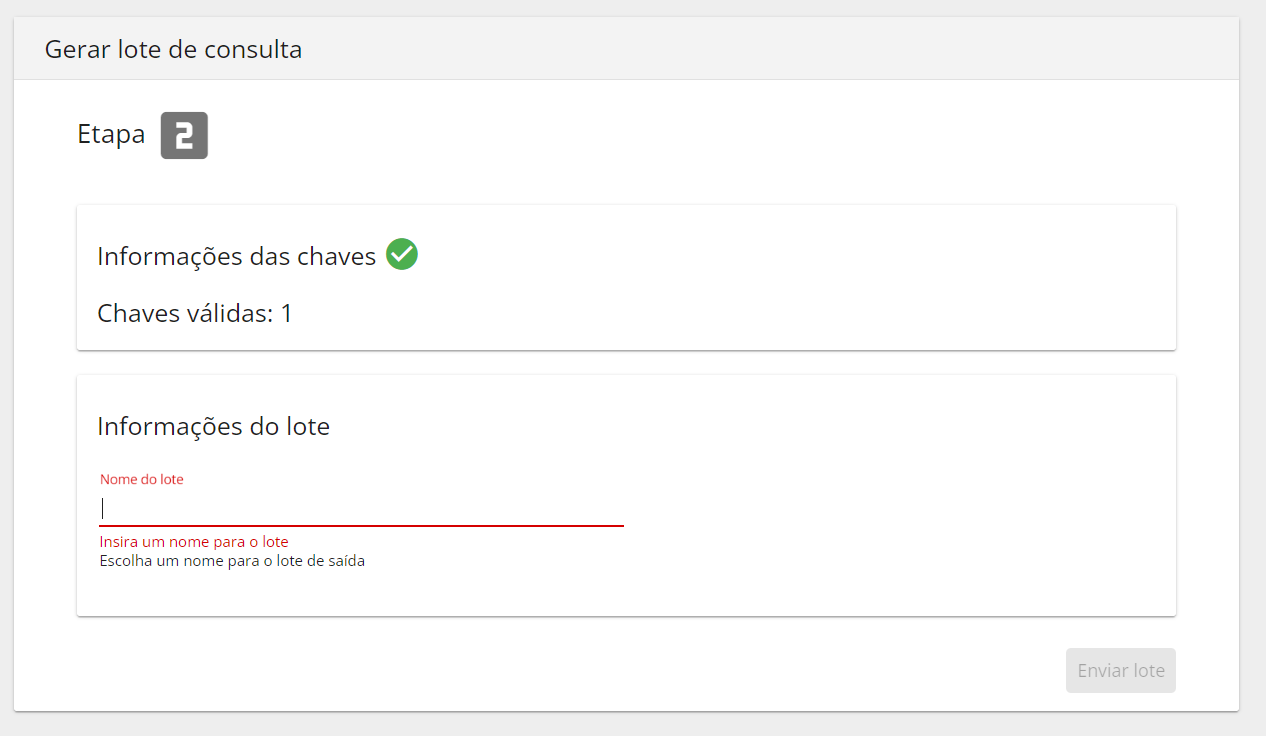 Gerar lote de consulta
Etapa 2
Informações das chaves
Chaves válidas: 1
Informações do lote
Nome do lote
Insira um nome para o lote
Escolha um nome para o lote de saída
Enviar lote